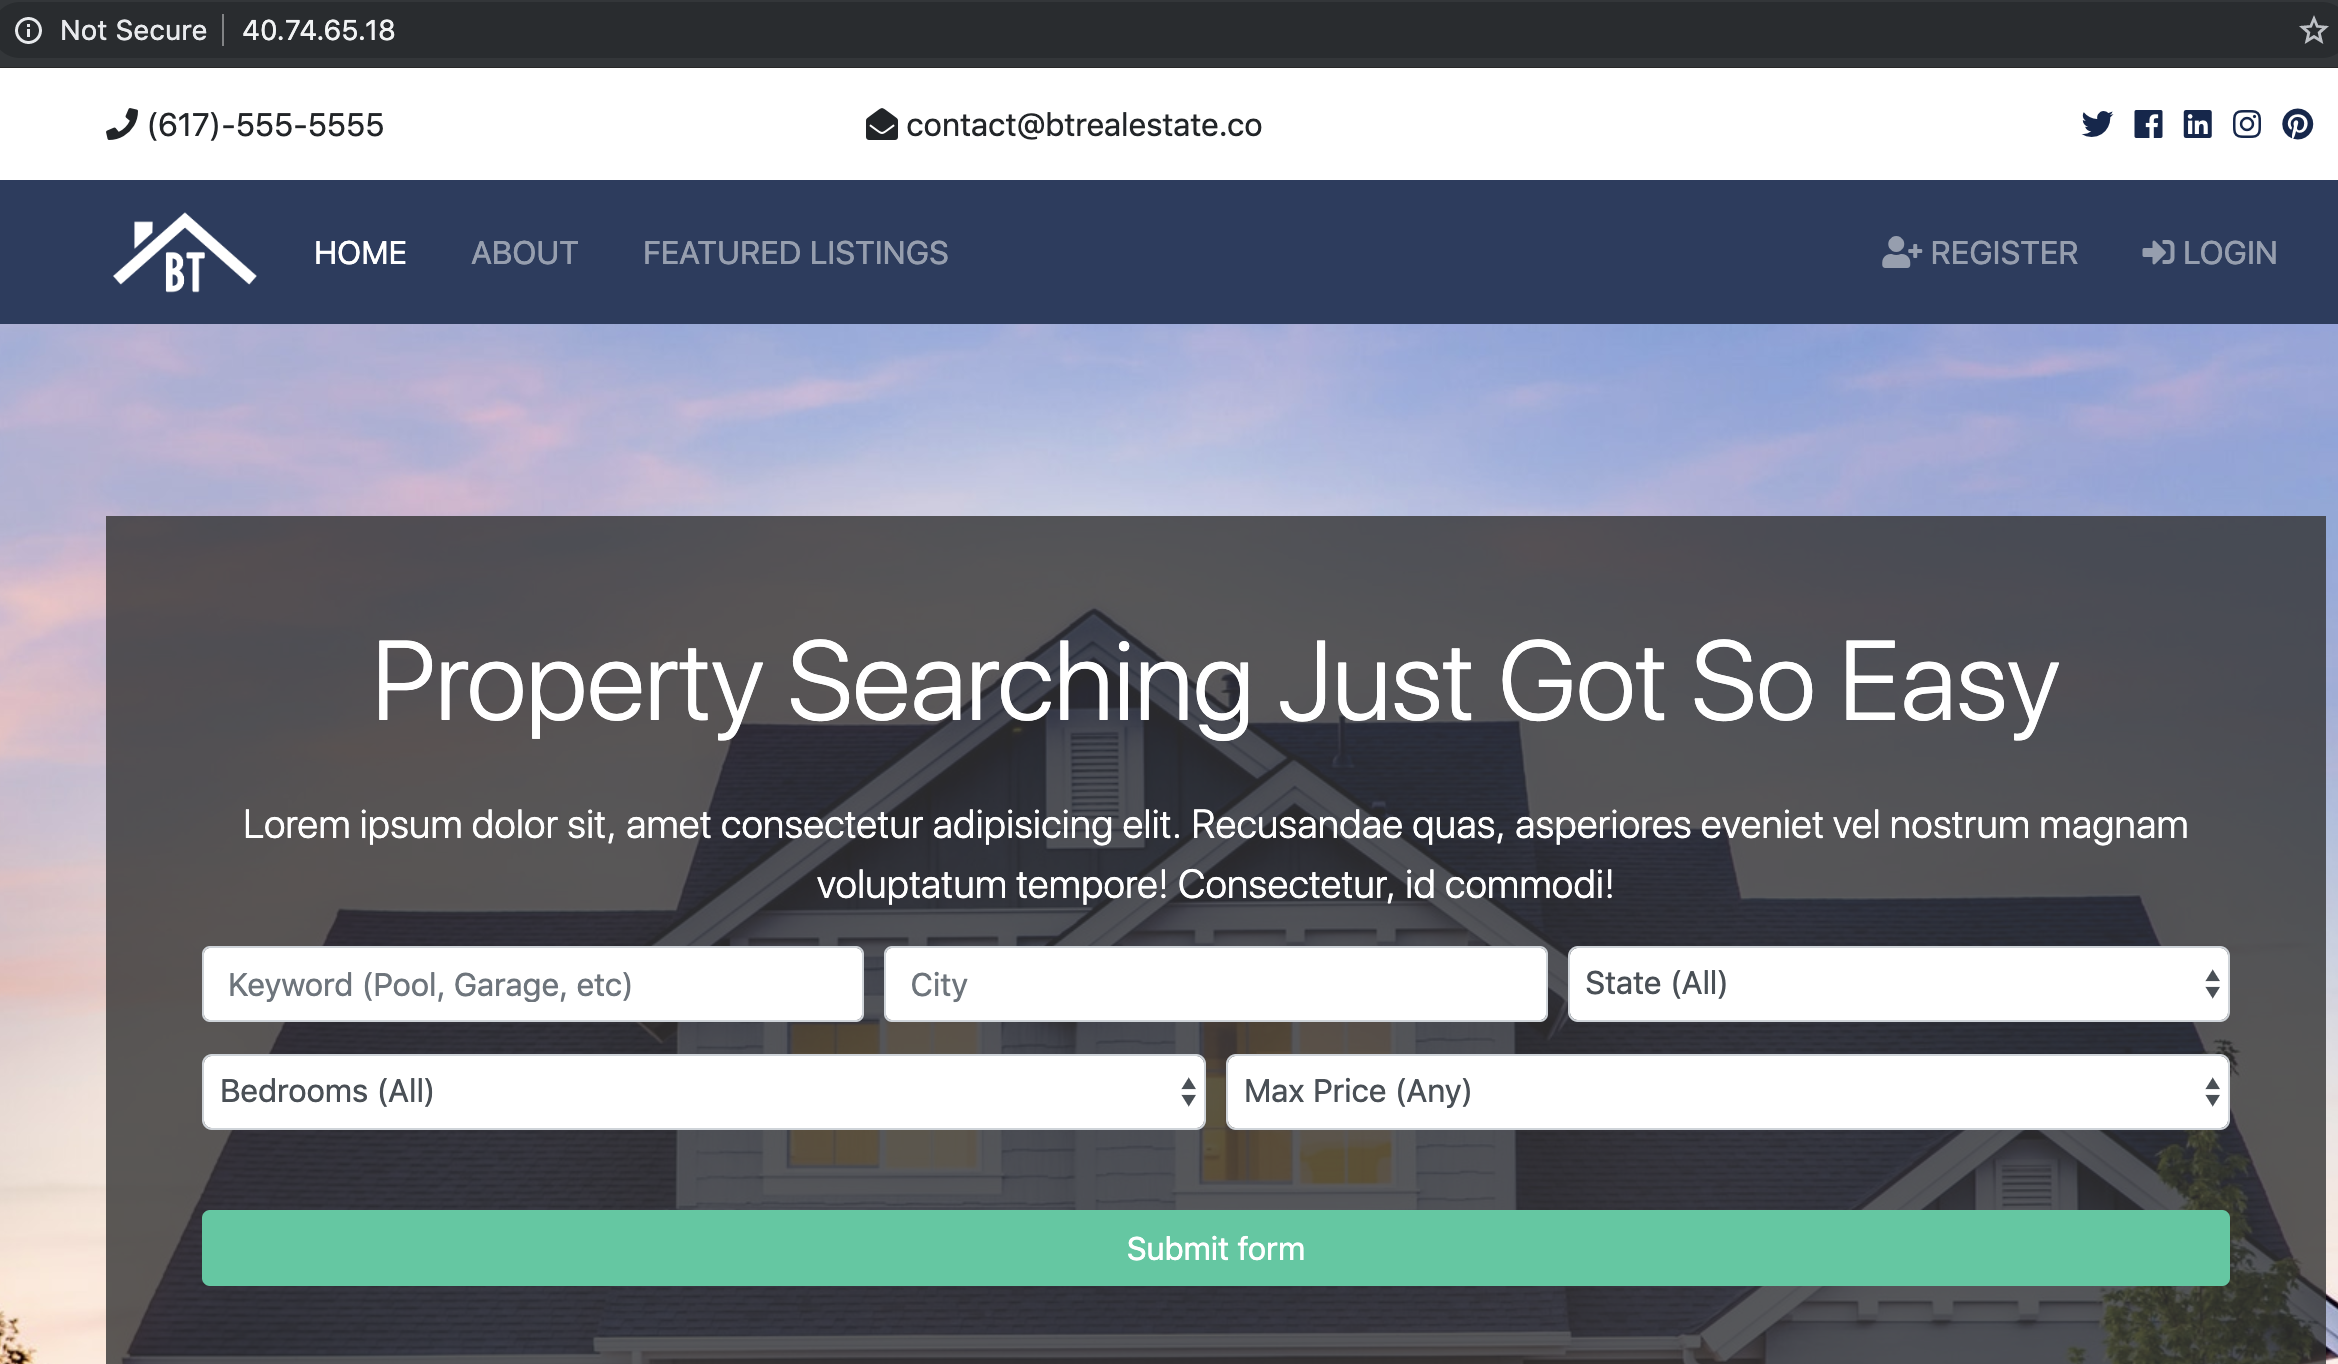 Not Secure 40.74.65.18
(617)-555-5555 contact@btrealestate.co
BT HOME ABOUT FEATURED LISTINGS REGISTER LOGIN
Property Searching Just Got So Easy
Lorem ipsum dolor sit, amet consectetur adipisicing elit. Recusandae quas, asperiores eveniet vel nostrum magnam
voluptatum tempore! Consectetur, id commodi!
Keyword (Pool, Garage, etc) City State (All)
Bedrooms (All) Max Price (Any)
Submit form